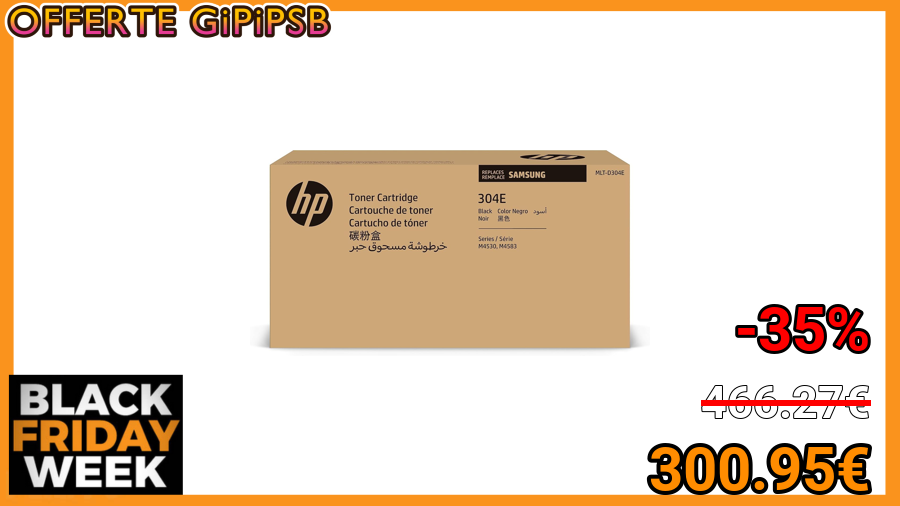 OFFERTE GiPiPSB
hp
REPLACES
REMPLACE
SAMSUNG
MLT-D304E
hp
Toner Cartridge
Cartouche de toner
Cartucho de tóner
碳粉盒
خرطوشة مسحوق حبر
304E
Black Color Negro أسود
Noir 黑色
Series / Série
M4530, M4583
-35%
466.27€
300.95€
BLACK
FRIDAY
WEEK